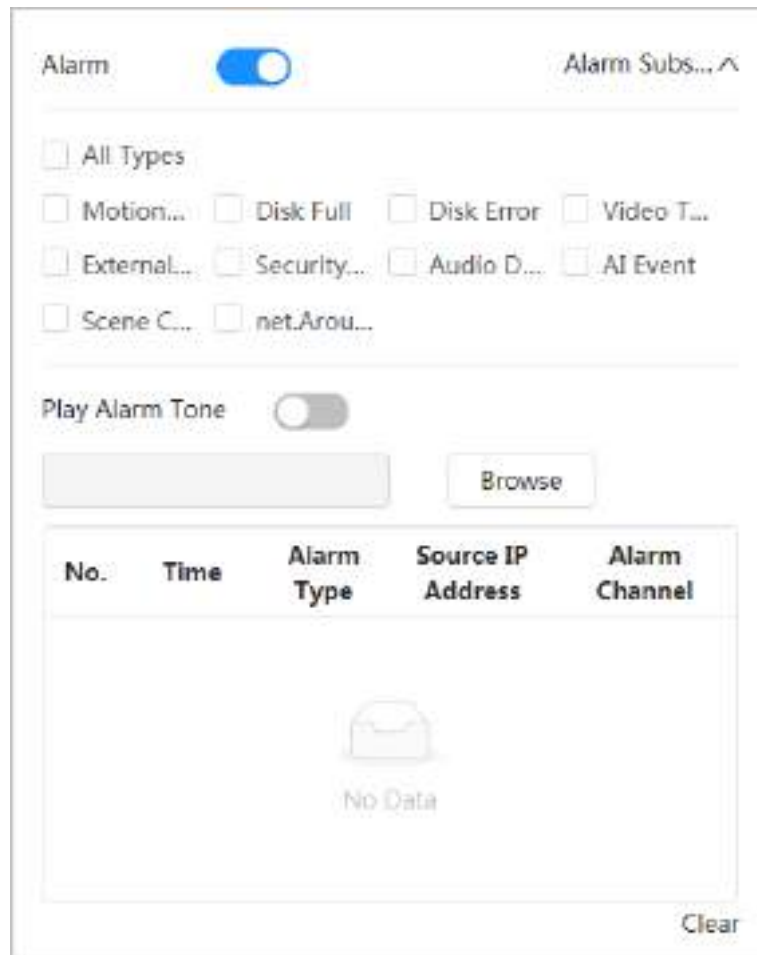 Alarm Alarm Subs...
All Types
Motion... Disk Full Disk Error Video T...
External... Security... Audio D... AI Event
Scene C... net.Arou...
Play Alarm Tone
Browse
No. Time Alarm Type Source IP Address Alarm Channel
No Data
Clear